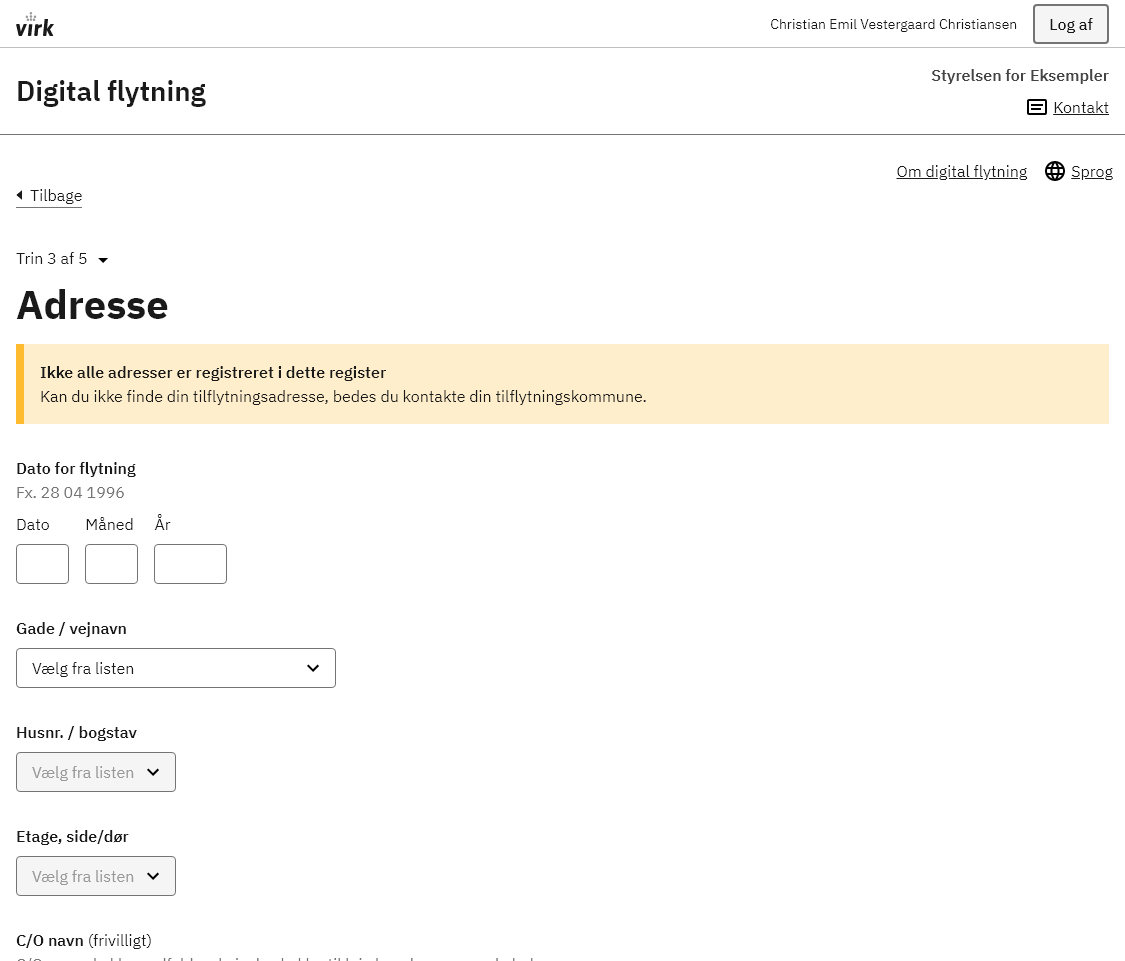 virk
Christian Emil Vestergaard Christiansen
Log af
Digital flytning
Styrelsen for Eksempler
Kontakt
Om digital flytning
Sprog
Tilbage
Trin 3 af 5
Adresse
Ikke alle adresser er registreret i dette register
Kan du ikke finde din tilflytningsadresse, bedes du kontakte din tilflytningskommune.
Dato for flytning
Fx. 28 04 1996
Dato Måned År
Gade / vejnavn
Vælg fra listen
Husnr. / bogstav
Vælg fra listen
Etage, side/dør
Vælg fra listen
C/O navn (frivilligt)